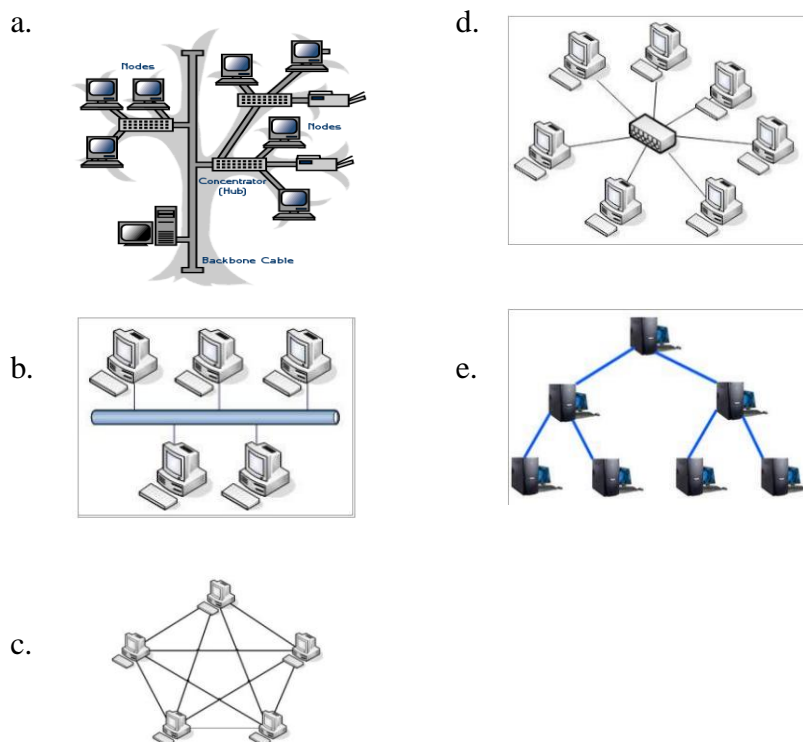 a.
Nodes
Nodes
Concentrator
(Hub)
Backbone Cable
b.
c.
d.
e.